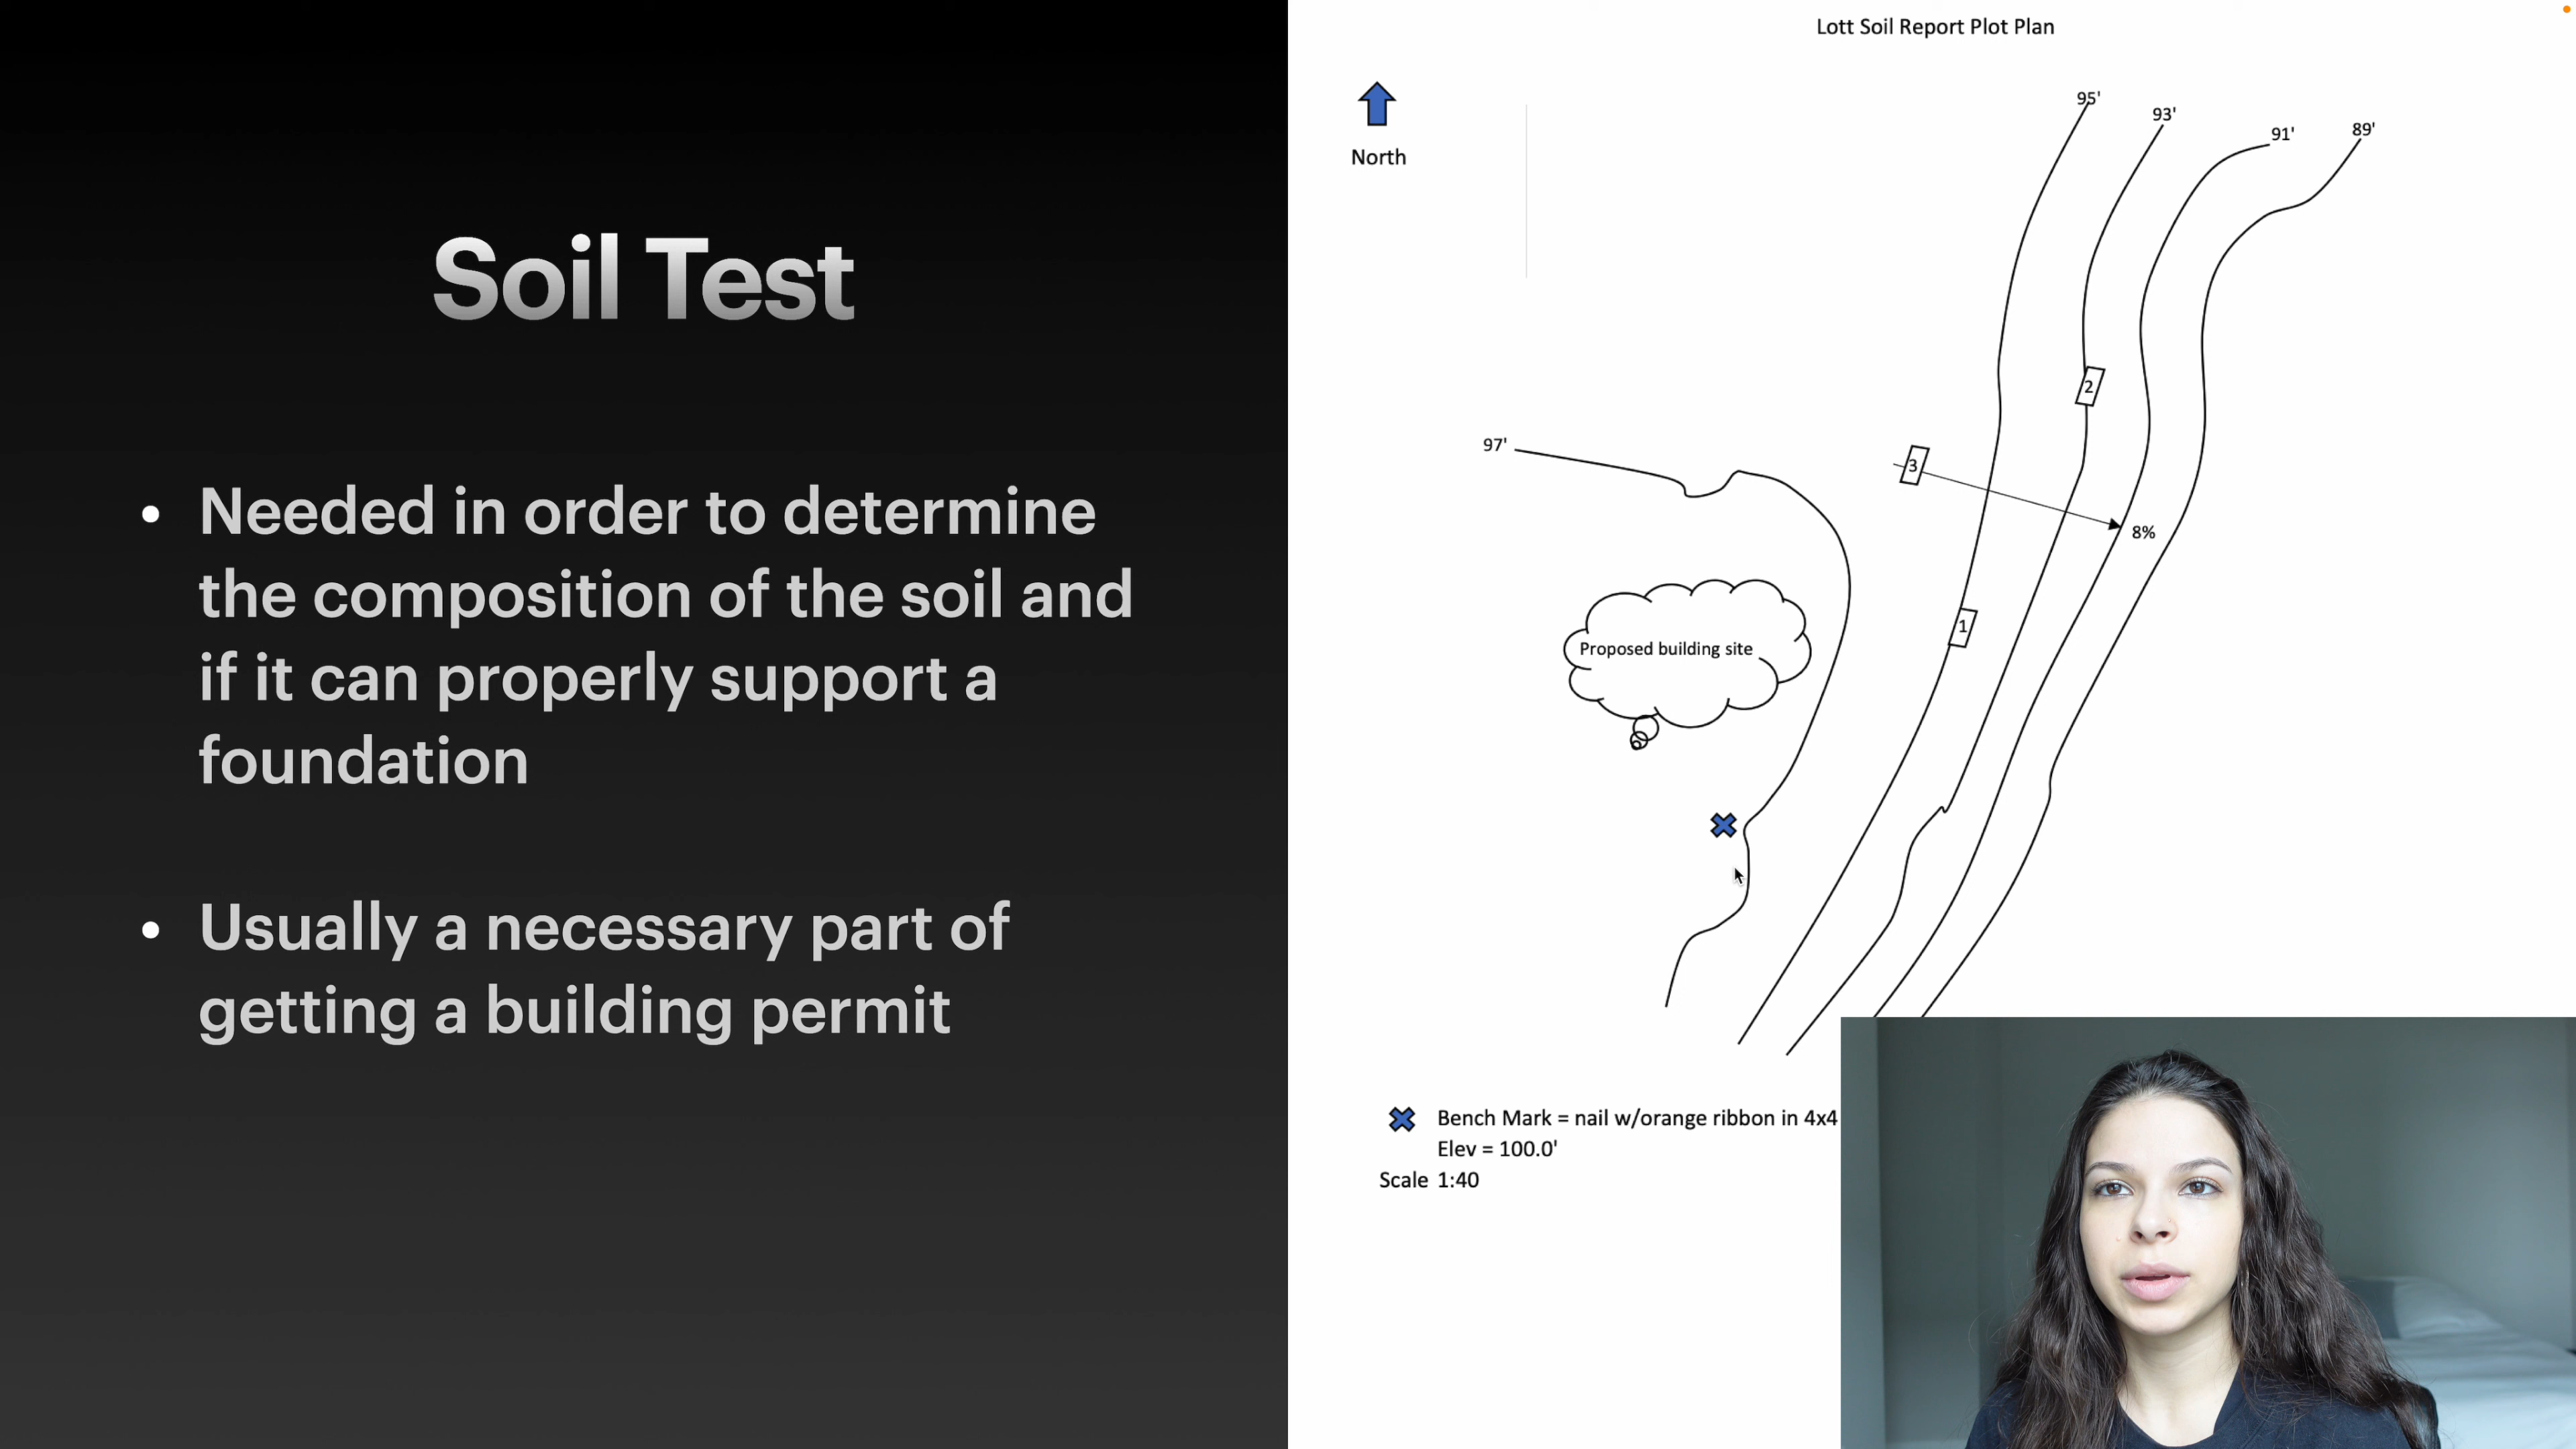 Soil Test
• Needed in order to determine
the composition of the soil and
if it can properly support a
foundation
• Usually a necessary part of
getting a building permit
Lott Soil Report Plot Plan
North
95'
93'
91'
89'
2
97'
3
8%
1
Proposed building site
Bench Mark = nail w/orange ribbon in 4x4
Elev = 100.0'
Scale 1:40